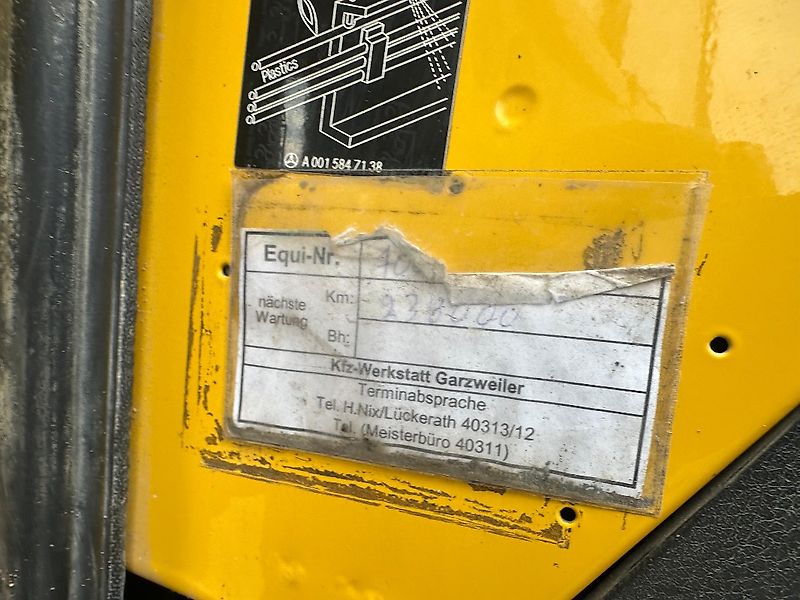 Plastics
A 001 584 71 38
Equi-Nr.
nächste
Wartung
Km:
Bh:
Kfz-Werkstatt Garzweiler
Terminabsprache
Tel. H.Nix/Lückerath 40313/12
Tel. (Meisterbüro 40311)